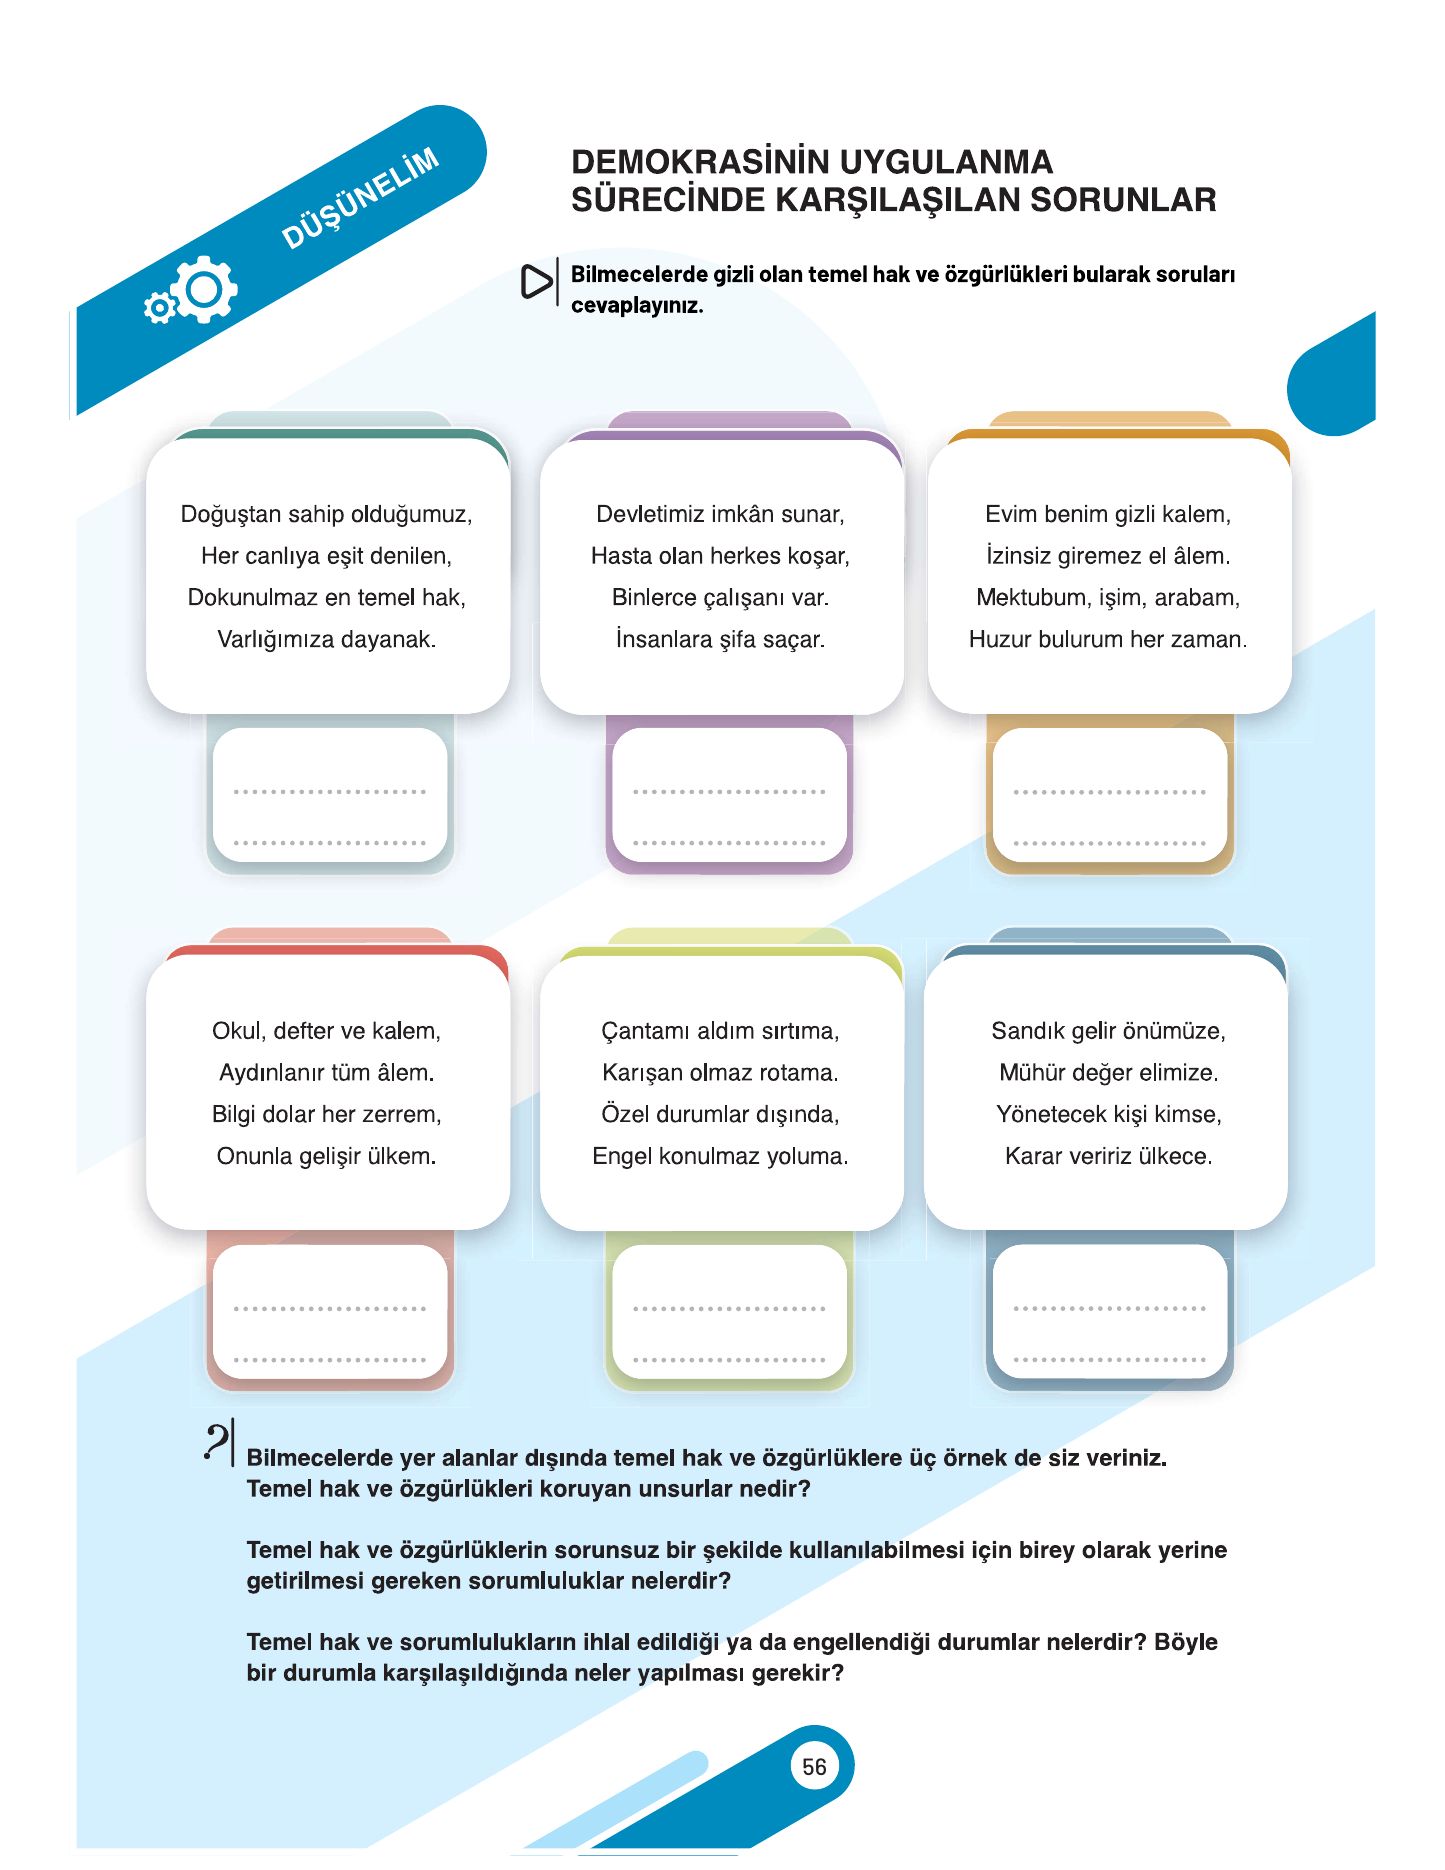 DÜŞÜNELİM
DEMOKRASİNİN UYGULANMA
SÜRECİNDE KARŞILAŞILAN SORUNLAR
Bilmecelerde gizli olan temel hak ve özgürlükleri bularak soruları
cevaplayınız.
Doğuştan sahip olduğumuz,
Her canlıya eşit denilen,
Dokunulmaz en temel hak,
Varlığımıza dayanak.
Devletimiz imkân sunar,
Hasta olan herkes koşar,
Binlerce çalışanı var.
İnsanlara şifa saçar.
Evim benim gizli kalem,
İzinsiz giremez el âlem.
Mektubum, işim, arabam,
Huzur bulurum her zaman.
Okul, defter ve kalem,
Aydınlanır tüm âlem.
Bilgi dolar her zerrem,
Onunla gelişir ülkem.
Çantamı aldım sırtıma,
Karışan olmaz rotama.
Özel durumlar dışında,
Engel konulmaz yoluma.
Sandık gelir önümüze,
Mühür değer elimize.
Yönetecek kişi kimse,
Karar veririz ülkece.
?
Bilmecelerde yer alanlar dışında temel hak ve özgürlüklere üç örnek de siz veriniz.
Temel hak ve özgürlükleri koruyan unsurlar nedir?
Temel hak ve özgürlüklerin sorunsuz bir şekilde kullanılabilmesi için birey olarak yerine
getirilmesi gereken sorumluluklar nelerdir?
Temel hak ve sorumlulukların ihlal edildiği ya da engellendiği durumlar nelerdir? Böyle
bir durumla karşılaşıldığında neler yapılması gerekir?
56